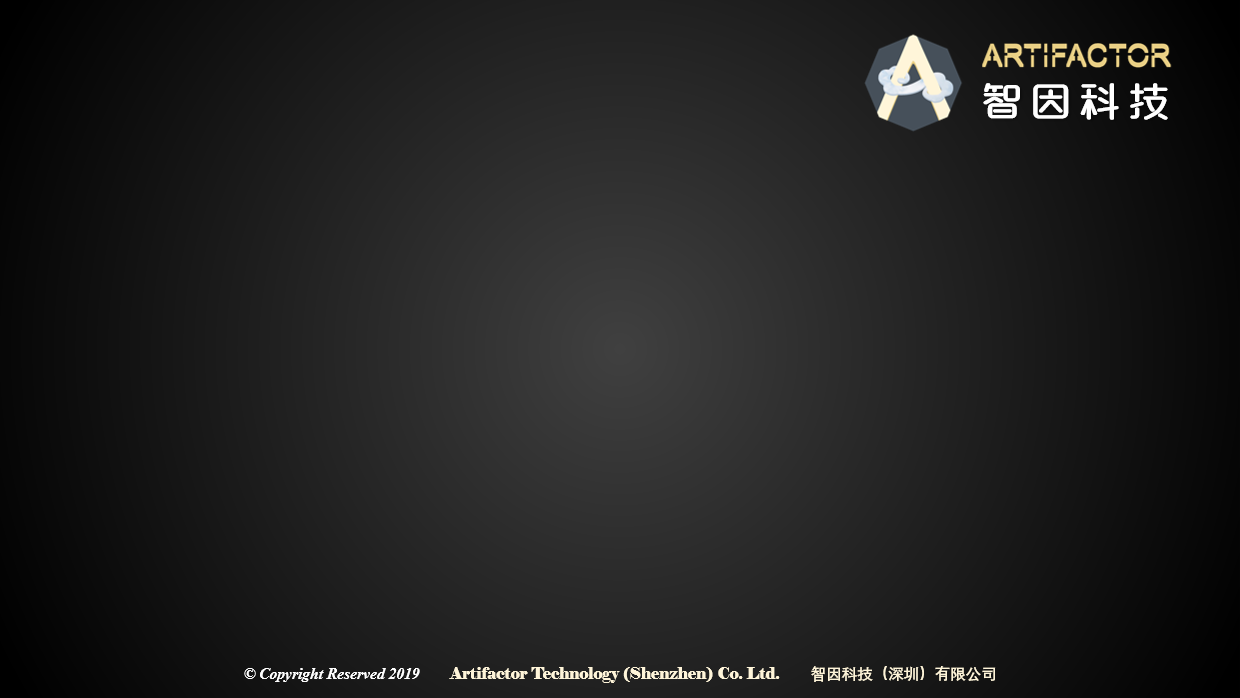 ARTIFACTOR
智因科技
© Copyright Reserved 2019 Artifactor Technology (Shenzhen) Co. Ltd. 智因科技（深圳）有限公司